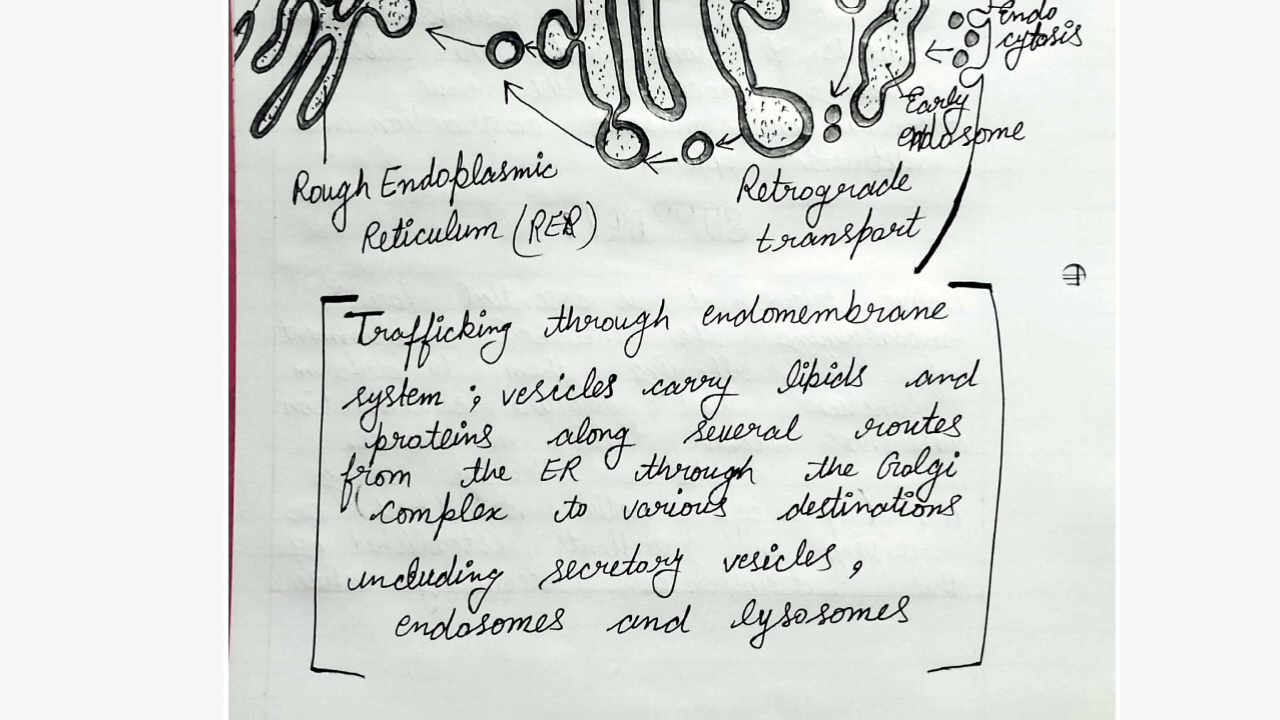 Endo
cytosis
Early
endosome
Rough Endoplasmic
Reticulum (RER)
Retrograde
transport
Trafficking through endomembrane
system ; vesicles carry lipids and
proteins along several routes
from the ER through the Golgi
complex to various destinations
including secretory vesicles ,
endosomes and lysosomes